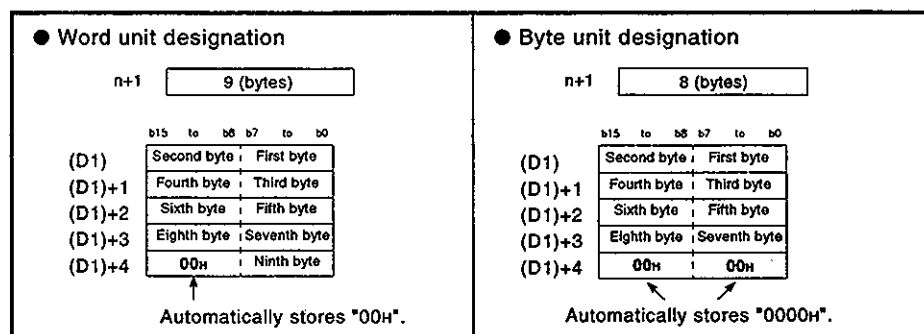 ● Word unit designation
n+1 9 (bytes)
b15 to b8 b7 to b0
(D1) Second byte First byte
(D1)+1 Fourth byte Third byte
(D1)+2 Sixth byte Fifth byte
(D1)+3 Eighth byte Seventh byte
(D1)+4 00H Ninth byte
Automatically stores "00H".
● Byte unit designation
n+1 8 (bytes)
b15 to b8 b7 to b0
(D1) Second byte First byte
(D1)+1 Fourth byte Third byte
(D1)+2 Sixth byte Fifth byte
(D1)+3 Eighth byte Seventh byte
(D1)+4 00H 00H
Automatically stores "0000H".